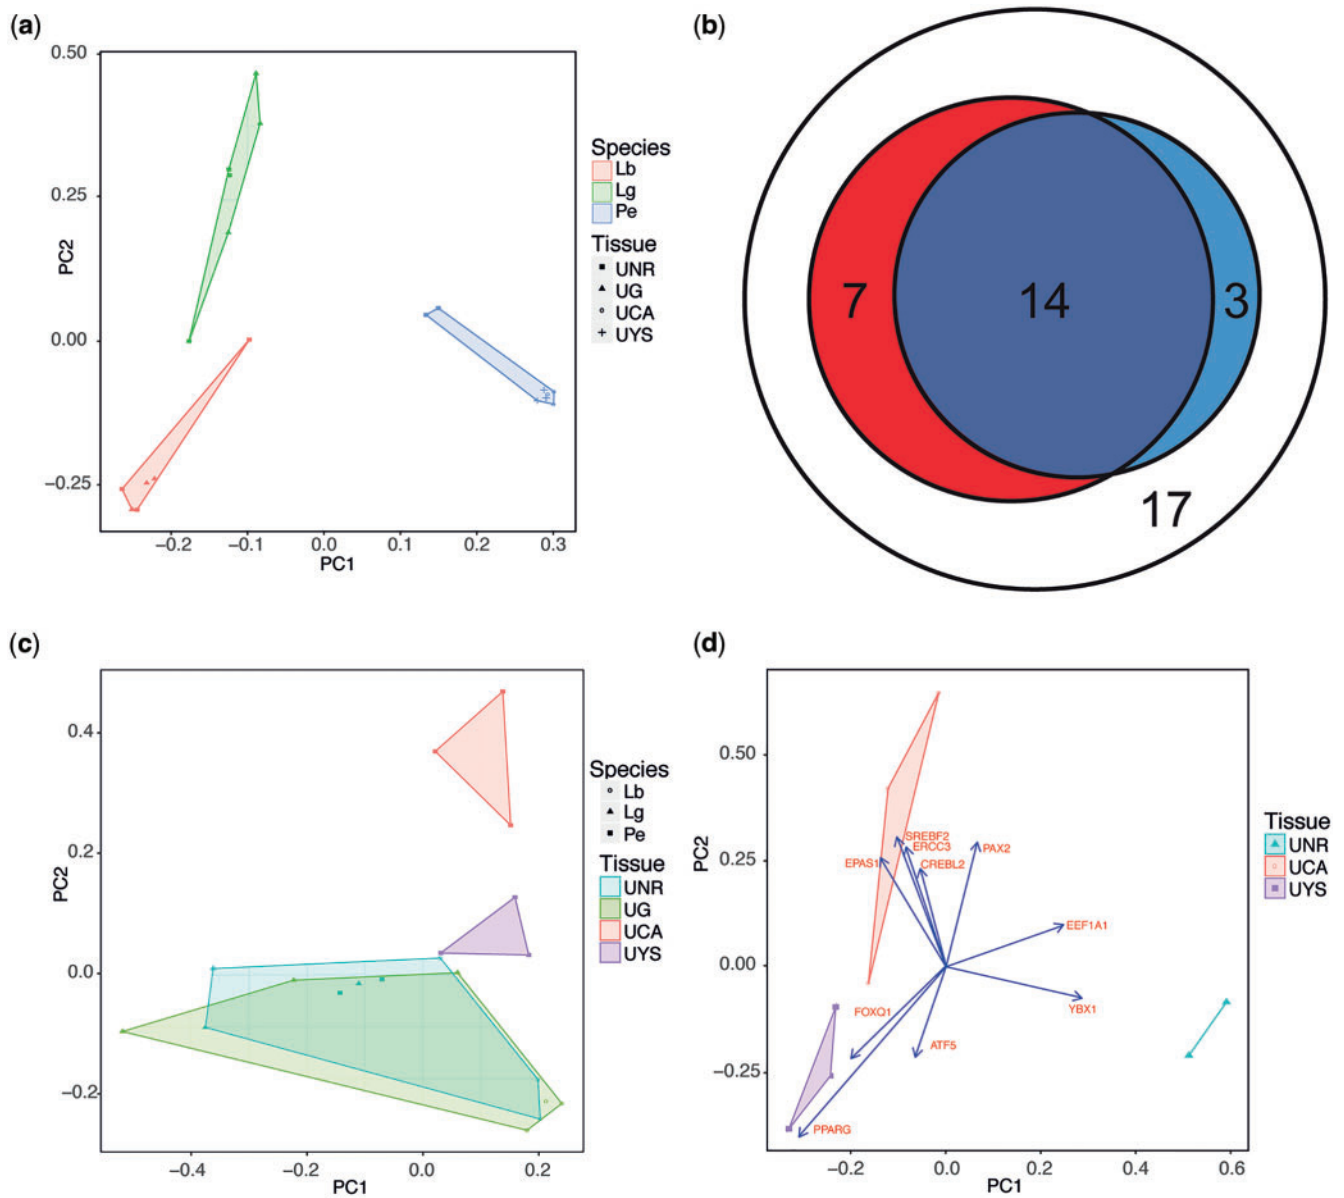 (a)
0.50
0.25
0.00
−0.25
PC2
−0.2 −0.1 0.0 0.1 0.2 0.3
PC1
Species
Lb
Lg
Pe
Tissue
UNR
UG
UCA
UYS
(b)
7 14 3
17
(c)
0.4
0.2
0.0
−0.2
PC2
−0.4 −0.2 0.0 0.2
PC1
Species
Lb
Lg
Pe
Tissue
UNR
UG
UCA
UYS
(d)
0.50
0.25
0.00
−0.25
PC2
SREBF2
ERCC3
PAX2
EPAS1
CREBL2
EEF1A1
YBX1
FOXQ1
ATF5
PPARG
−0.2 0.0 0.2 0.4 0.6
PC1
Tissue
UNR
UCA
UYS